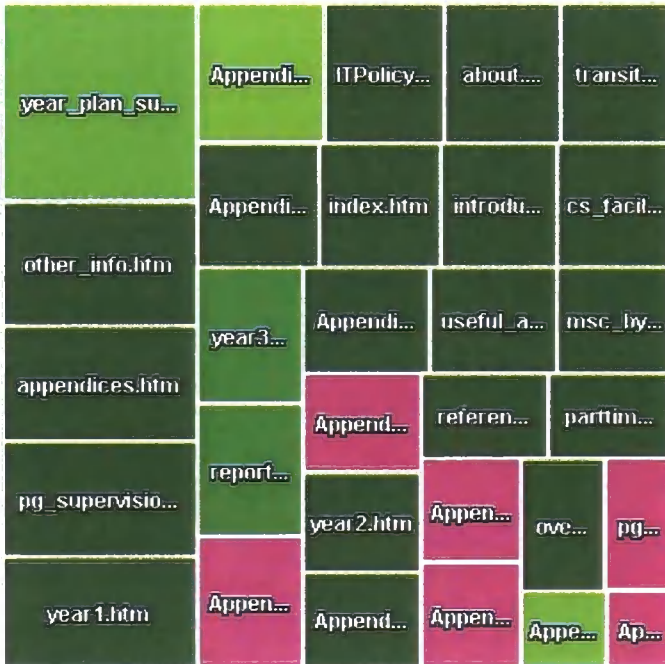 year_plan_su...
Appendi...
ITPolicy...
about....
transit...
Appendi...
index.htm
introdu...
cs_facil...
other_info.htm
year3...
Appendi...
useful_a...
msc_by...
appendices.htm
Append...
referen...
parttim...
report...
pg_supervisio...
year2.htm
Appen...
ove...
pg...
year1.htm
Appen...
Append...
Appen...
Appe...
Ap...